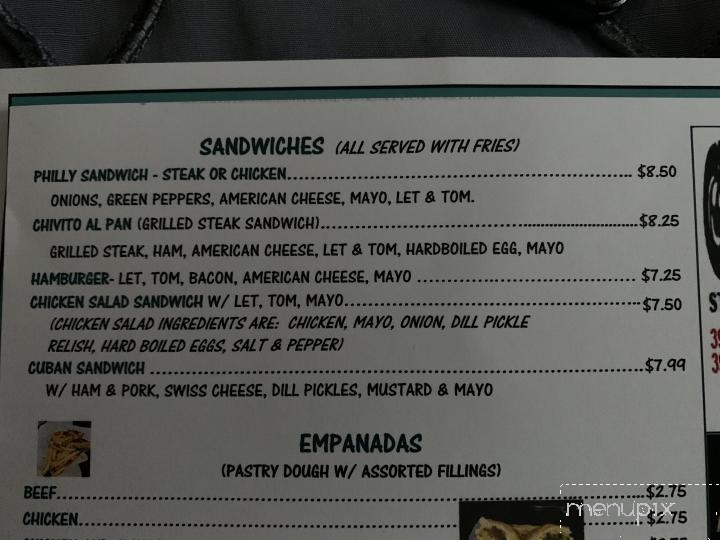 SANDWICHES (ALL SERVED WITH FRIES)
PHILLY SANDWICH - STEAK OR CHICKEN.......................................................... $8.50
ONIONS, GREEN PEPPERS, AMERICAN CHEESE, MAYO, LET & TOM.
CHIVITO AL PAN (GRILLED STEAK SANDWICH)..........................................................$8.25
GRILLED STEAK, HAM, AMERICAN CHEESE, LET & TOM, HARDBOILED EGG, MAYO
HAMBURGER- LET, TOM, BACON, AMERICAN CHEESE, MAYO ...................................... $7.25
CHICKEN SALAD SANDWICH W/ LET, TOM, MAYO....................................................$7.50
(CHICKEN SALAD INGREDIENTS ARE: CHICKEN, MAYO, ONION, DILL PICKLE
RELISH, HARD BOILED EGGS, SALT & PEPPER)
CUBAN SANDWICH ..................................................................................$7.99
W/ HAM & PORK, SWISS CHEESE, DILL PICKLES, MUSTARD & MAYO
EMPANADAS
(PASTRY DOUGH W/ ASSORTED FILLINGS)
BEEF..................................................................................................$2.75
CHICKEN..............................................................................................$2.75
menupix